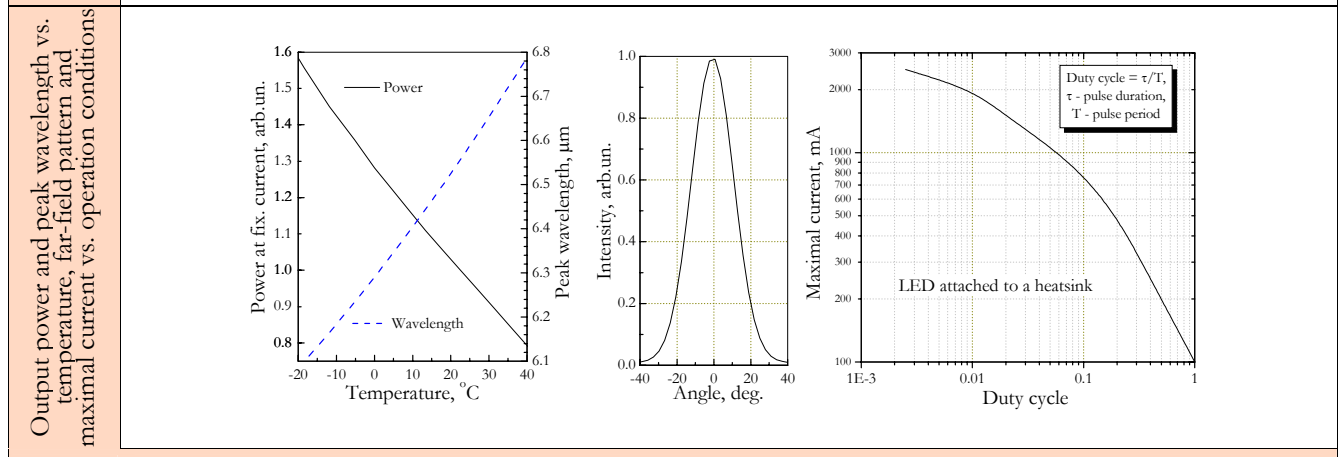 Output power and peak wavelength vs.
temperature, far-field pattern and
maximal current vs. operation conditions
Power at fix. current, arb.un.
1.6
1.5
1.4
1.3
1.2
1.1
1.0
0.9
0.8
Power
Wavelength
-20 -10 0 10 20 30 40
Temperature, °C
6.8
6.7
6.6
6.5
6.4
6.3
6.2
6.1
Peak wavelength, µm
Intensity, arb.un.
1.0
0.8
0.6
0.4
0.2
0.0
-40 -20 0 20 40
Angle, deg.
Maximal current, mA
3000
2000
1000
900
800
700
600
500
400
300
200
100
Duty cycle = τ/T,
τ - pulse duration,
T - pulse period
LED attached to a heatsink
1E-3 0.01 0.1 1
Duty cycle